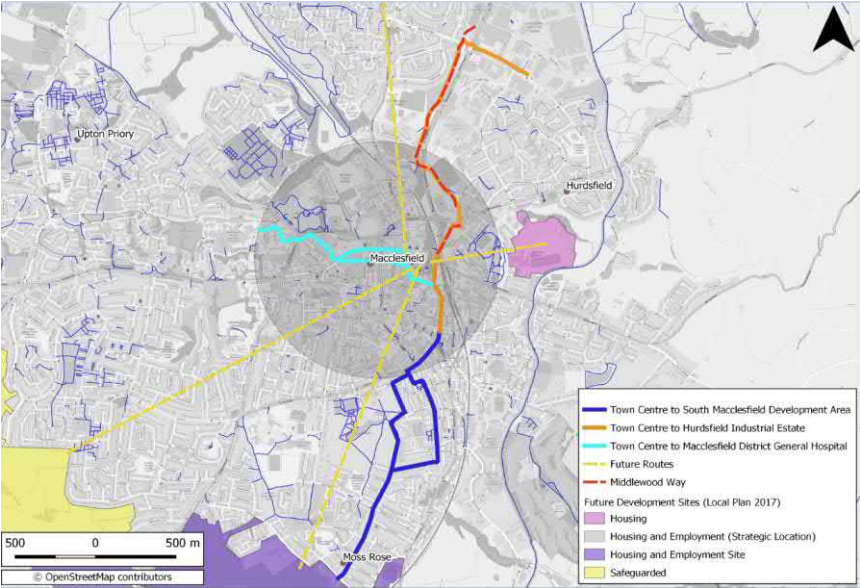 Upton Priory
Hurdsfield
Macclesfield
Moss Rose
Town Centre to South Macclesfield Development Area
Town Centre to Hurdsfield Industrial Estate
Town Centre to Macclesfield District General Hospital
Future Routes
Middlewood Way
Future Development Sites (Local Plan 2017)
Housing
Housing and Employment (Strategic Location)
Housing and Employment Site
Safeguarded
500 0 500 m
© OpenStreetMap contributors